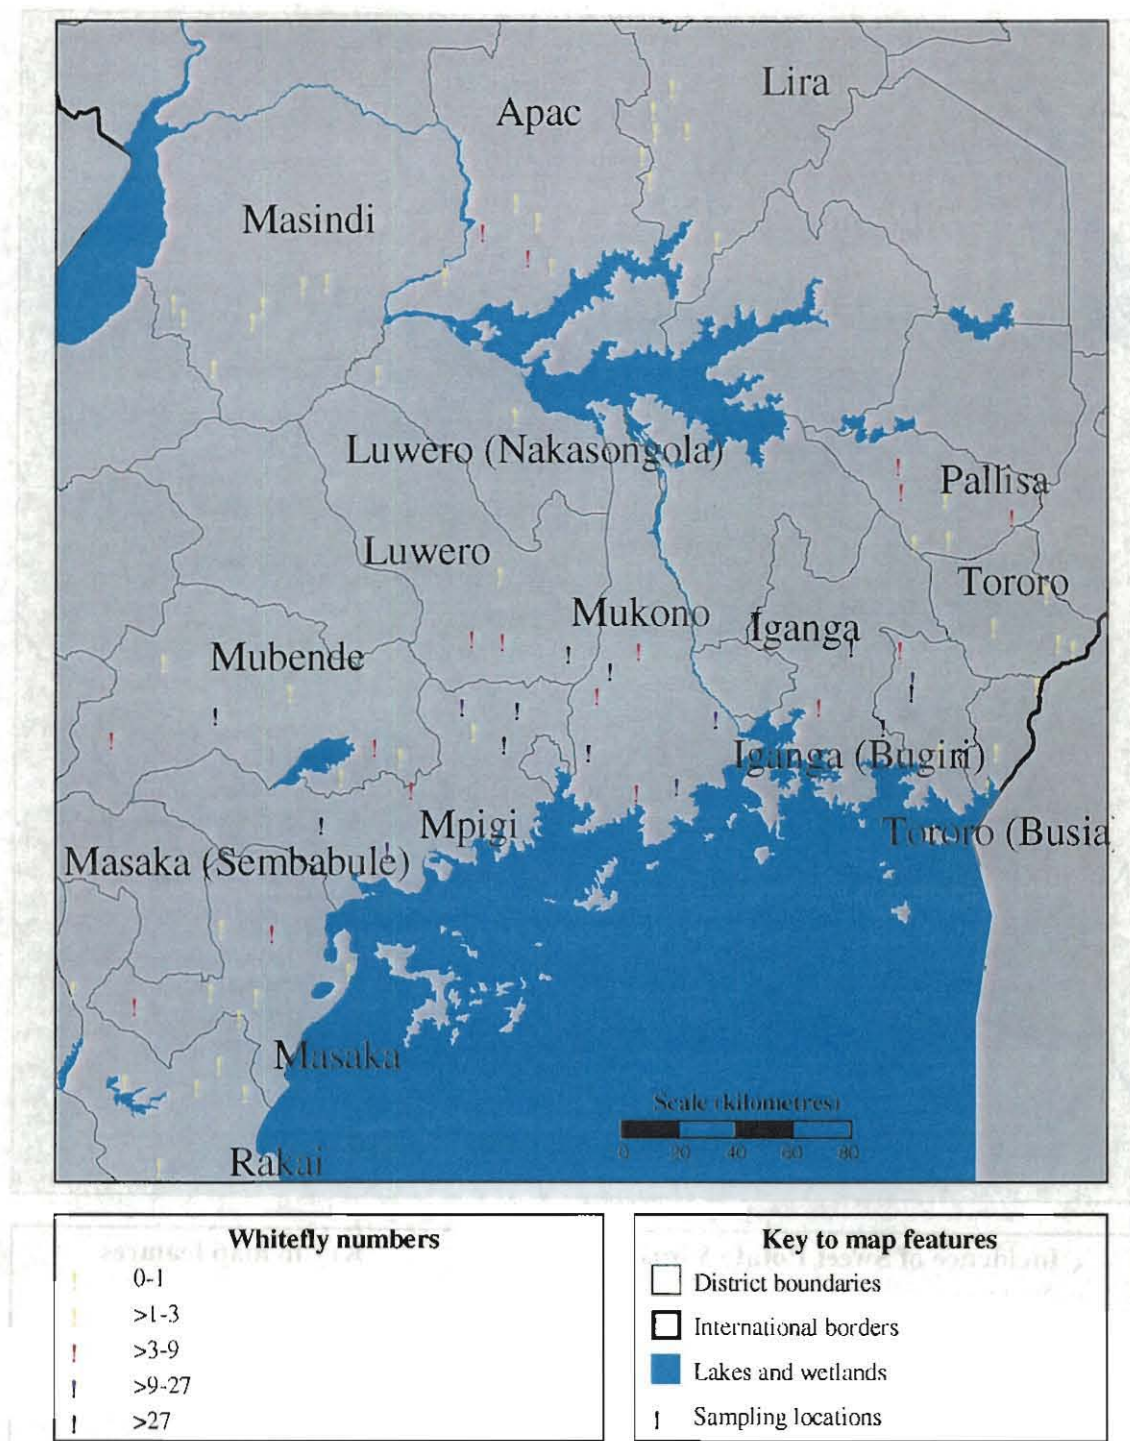 Lira
Apac
Masindi
Luwero (Nakasongola)
Pallisa
Luwero
Tororo
Mukono
Iganga
Mubende
Iganga (Bugiri)
Mpigi
Tororo (Busia
Masaka (Sembabule)
Masaka
Scale (kilometres)
0 20 40 60 80
Rakai
Whitefly numbers
0-1
>1-3
>3-9
>9-27
>27
Key to map features
District boundaries
International borders
Lakes and wetlands
Sampling locations